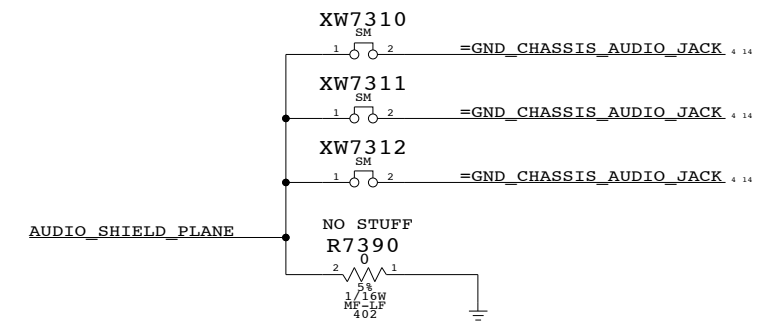 XW7310
SM
1 2 =GND_CHASSIS_AUDIO_JACK 4 14
XW7311
SM
1 2 =GND_CHASSIS_AUDIO_JACK 4 14
XW7312
SM
1 2 =GND_CHASSIS_AUDIO_JACK 4 14
NO STUFF
AUDIO_SHIELD_PLANE
R7390
0
2 1
5%
1/16W
MF-LF
402